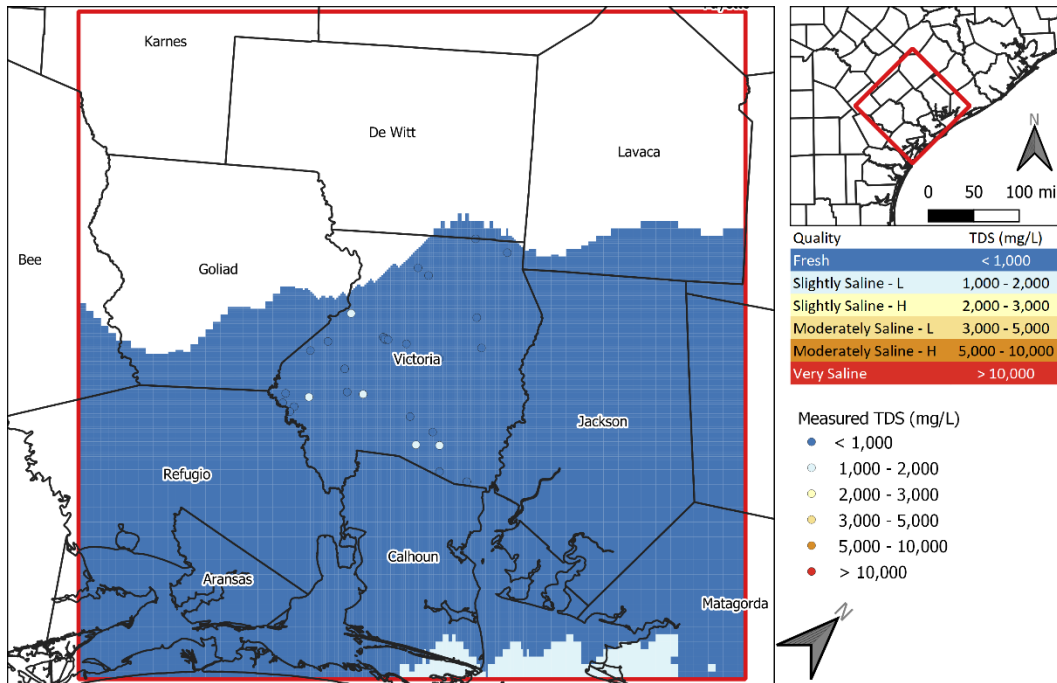 Karnes
De Witt
Lavaca
Bee
Goliad
Victoria
Jackson
Refugio
Calhoun
Aransas
Matagorda
N
0 50 100 mi
Quality TDS (mg/L)
Fresh < 1,000
Slightly Saline - L 1,000 - 2,000
Slightly Saline - H 2,000 - 3,000
Moderately Saline - L 3,000 - 5,000
Moderately Saline - H 5,000 - 10,000
Very Saline > 10,000
Measured TDS (mg/L)
< 1,000
1,000 - 2,000
2,000 - 3,000
3,000 - 5,000
5,000 - 10,000
> 10,000
N